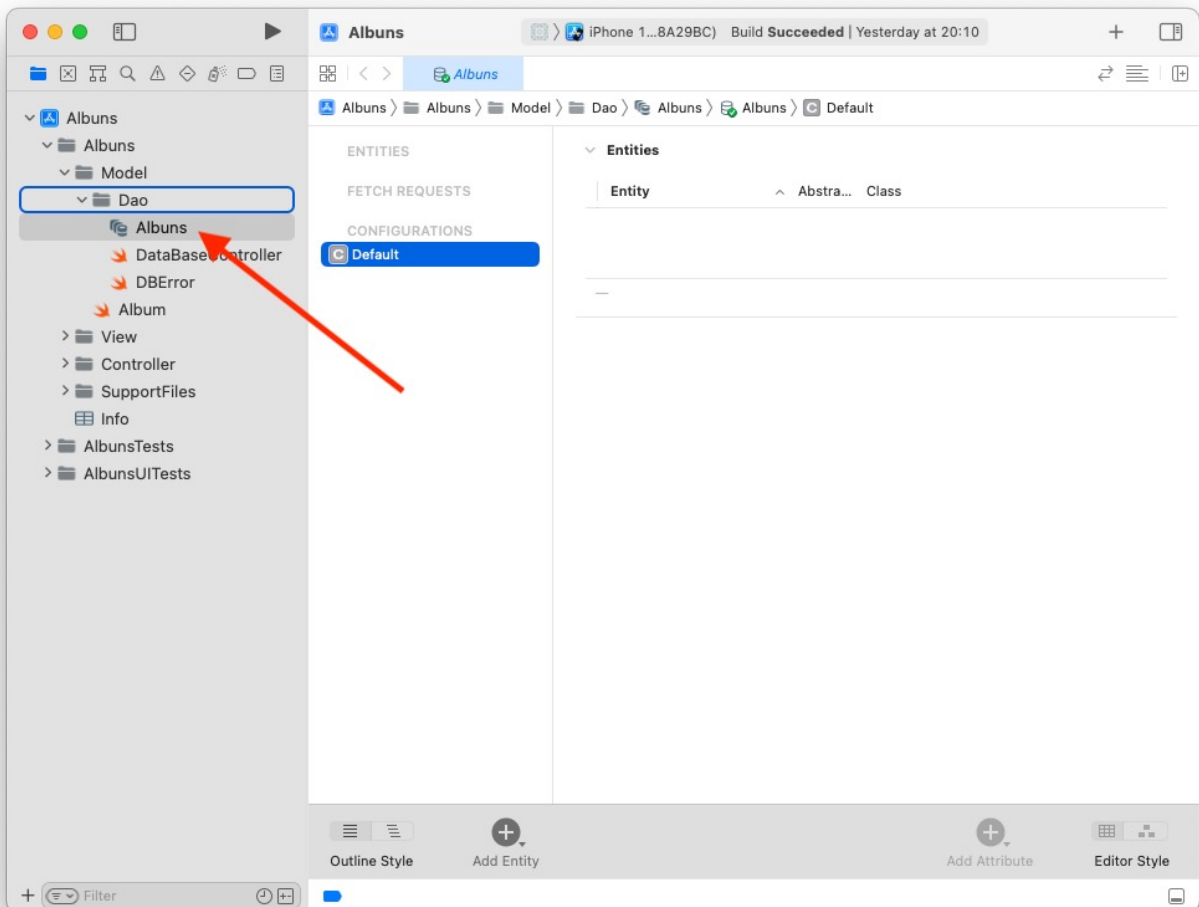 Albuns
iPhone 1...8A29BC) Build Succeeded | Yesterday at 20:10
Albuns
Albuns 〉 Albuns 〉 Model 〉 Dao 〉 Albuns 〉 Albuns 〉 C Default
Albuns
Albuns
Model
Dao
Albuns
DataBaseController
DBError
Album
View
Controller
SupportFiles
Info
AlbunsTests
AlbunsUITests
Filter
ENTITIES
FETCH REQUESTS
CONFIGURATIONS
C Default
Entities
Entity Abstra... Class
Outline Style
Add Entity
Add Attribute
Editor Style